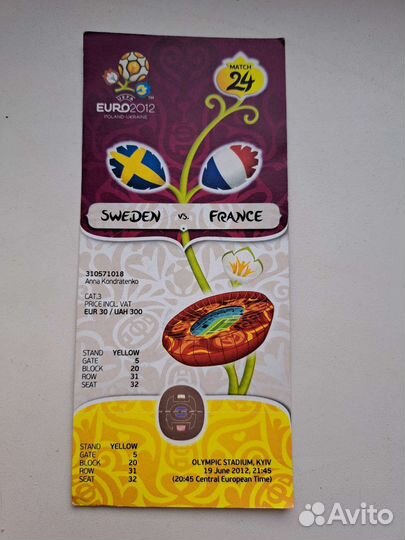 MATCH
24
UEFA
EURO2012
POLAND-UKRAINE
SWEDEN vs. FRANCE
310571018
Anna Kondratenko
CAT.3
PRICE INCL. VAT
EUR 30 / UAH 300
STAND YELLOW
GATE 5
BLOCK 20
ROW 31
SEAT 32
STAND YELLOW
GATE 5
BLOCK 20
ROW 31
SEAT 32
OLYMPIC STADIUM, KYIV
19 June 2012, 21:45
(20:45 Central European Time)
Avito